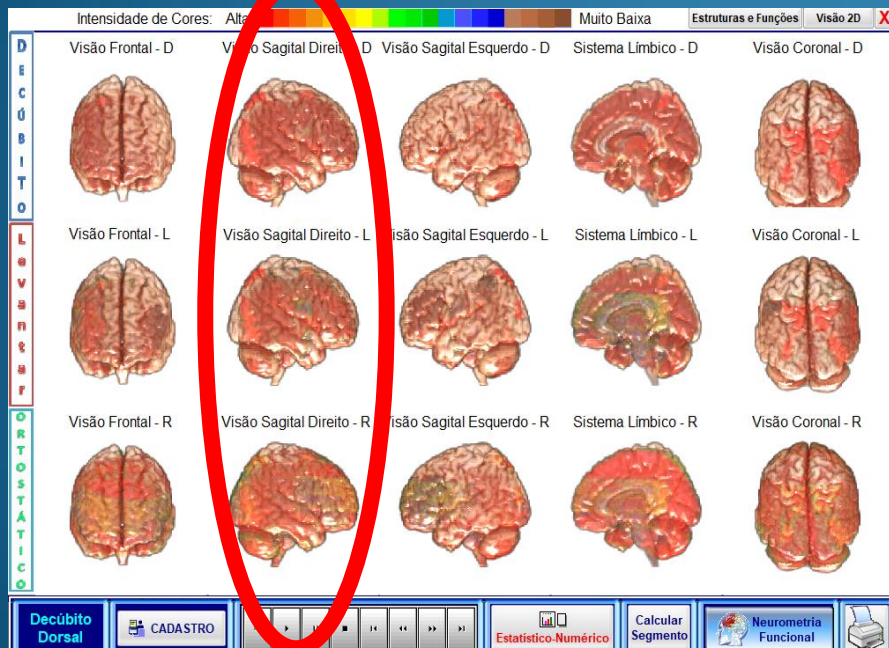 Intensidade de Cores: Alta Muito Baixa Estruturas e Funções Visão 2D X
DECÚBITO
Visão Frontal - D Visão Sagital Direito - D Visão Sagital Esquerdo - D Sistema Límbico - D Visão Coronal - D
Levantar
Visão Frontal - L Visão Sagital Direito - L Visão Sagital Esquerdo - L Sistema Límbico - L Visão Coronal - L
ORTOSTÁTICO
Visão Frontal - R Visão Sagital Direito - R Visão Sagital Esquerdo - R Sistema Límbico - R Visão Coronal - R
Decúbito
Dorsal
CADASTRO
Estatístico-Numérico
Calcular
Segmento
Neurometria
Funcional